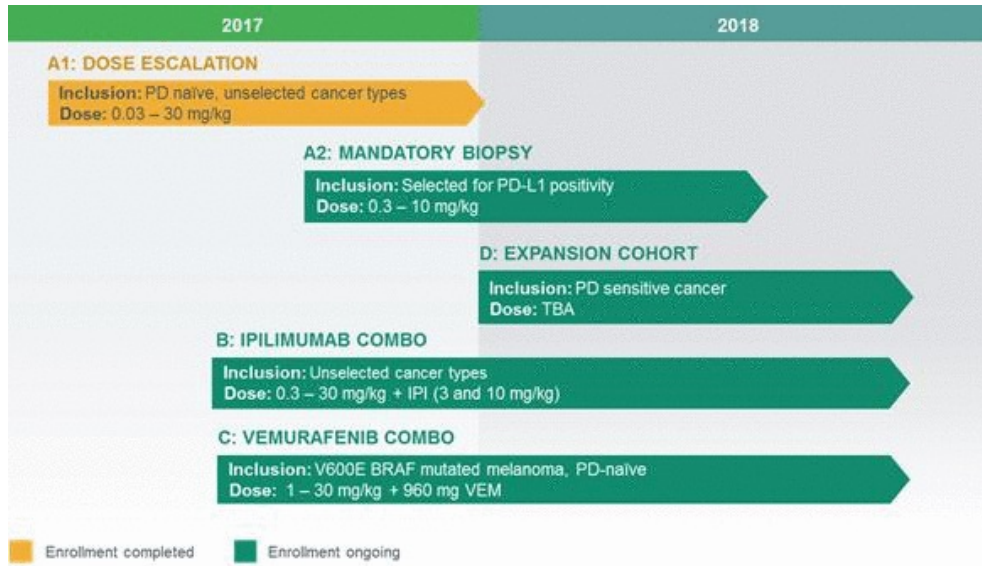 2017
2018
A1: DOSE ESCALATION
Inclusion: PD naïve, unselected cancer types
Dose: 0.03 – 30 mg/kg
A2: MANDATORY BIOPSY
Inclusion: Selected for PD-L1 positivity
Dose: 0.3 – 10 mg/kg
D: EXPANSION COHORT
Inclusion: PD sensitive cancer
Dose: TBA
B: IPILIMUMAB COMBO
Inclusion: Unselected cancer types
Dose: 0.3 – 30 mg/kg + IPI (3 and 10 mg/kg)
C: VEMURAFENIB COMBO
Inclusion: V600E BRAF mutated melanoma, PD-naïve
Dose: 1 – 30 mg/kg + 960 mg VEM
Enrollment completed
Enrollment ongoing